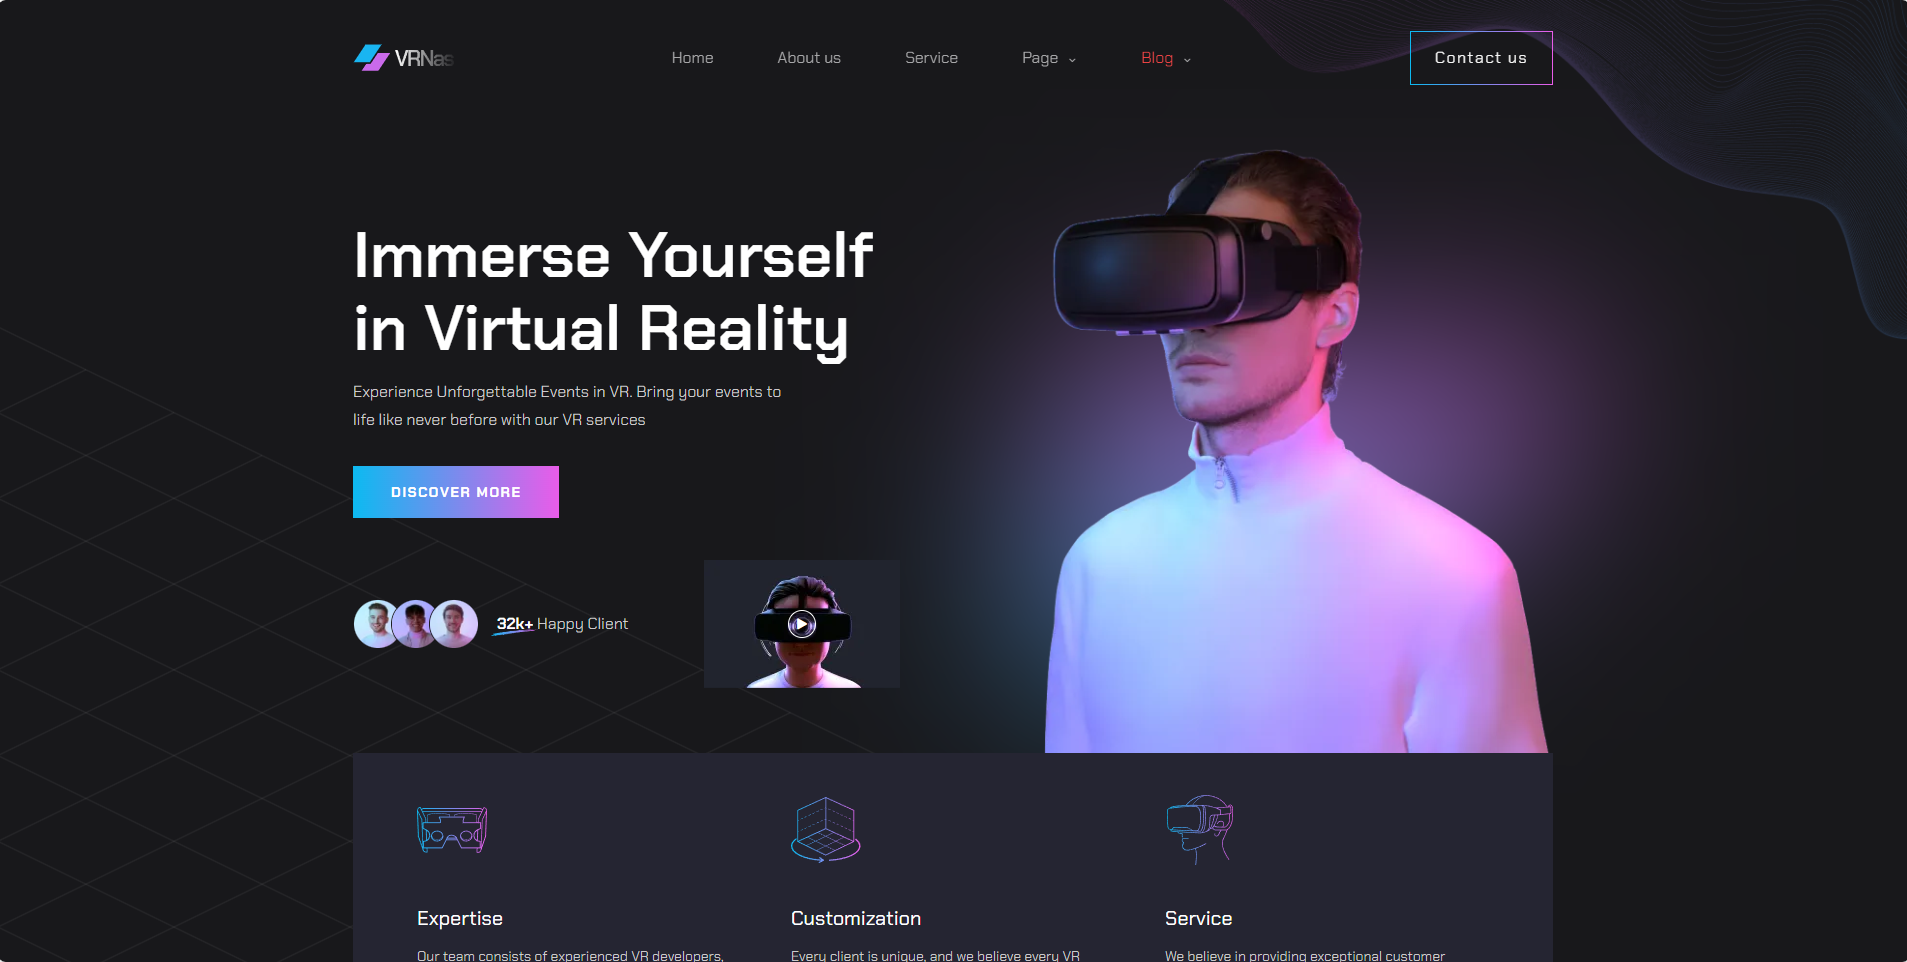 VRNas
Home
About us
Service
Page
Blog
Contact us
Immerse Yourself
in Virtual Reality
Experience Unforgettable Events in VR. Bring your events to
life like never before with our VR services
DISCOVER MORE
32k+ Happy Client
Expertise
Customization
Service
Our team consists of experienced VR developers,
Every client is unique, and we believe every VR
We believe in providing exceptional customer